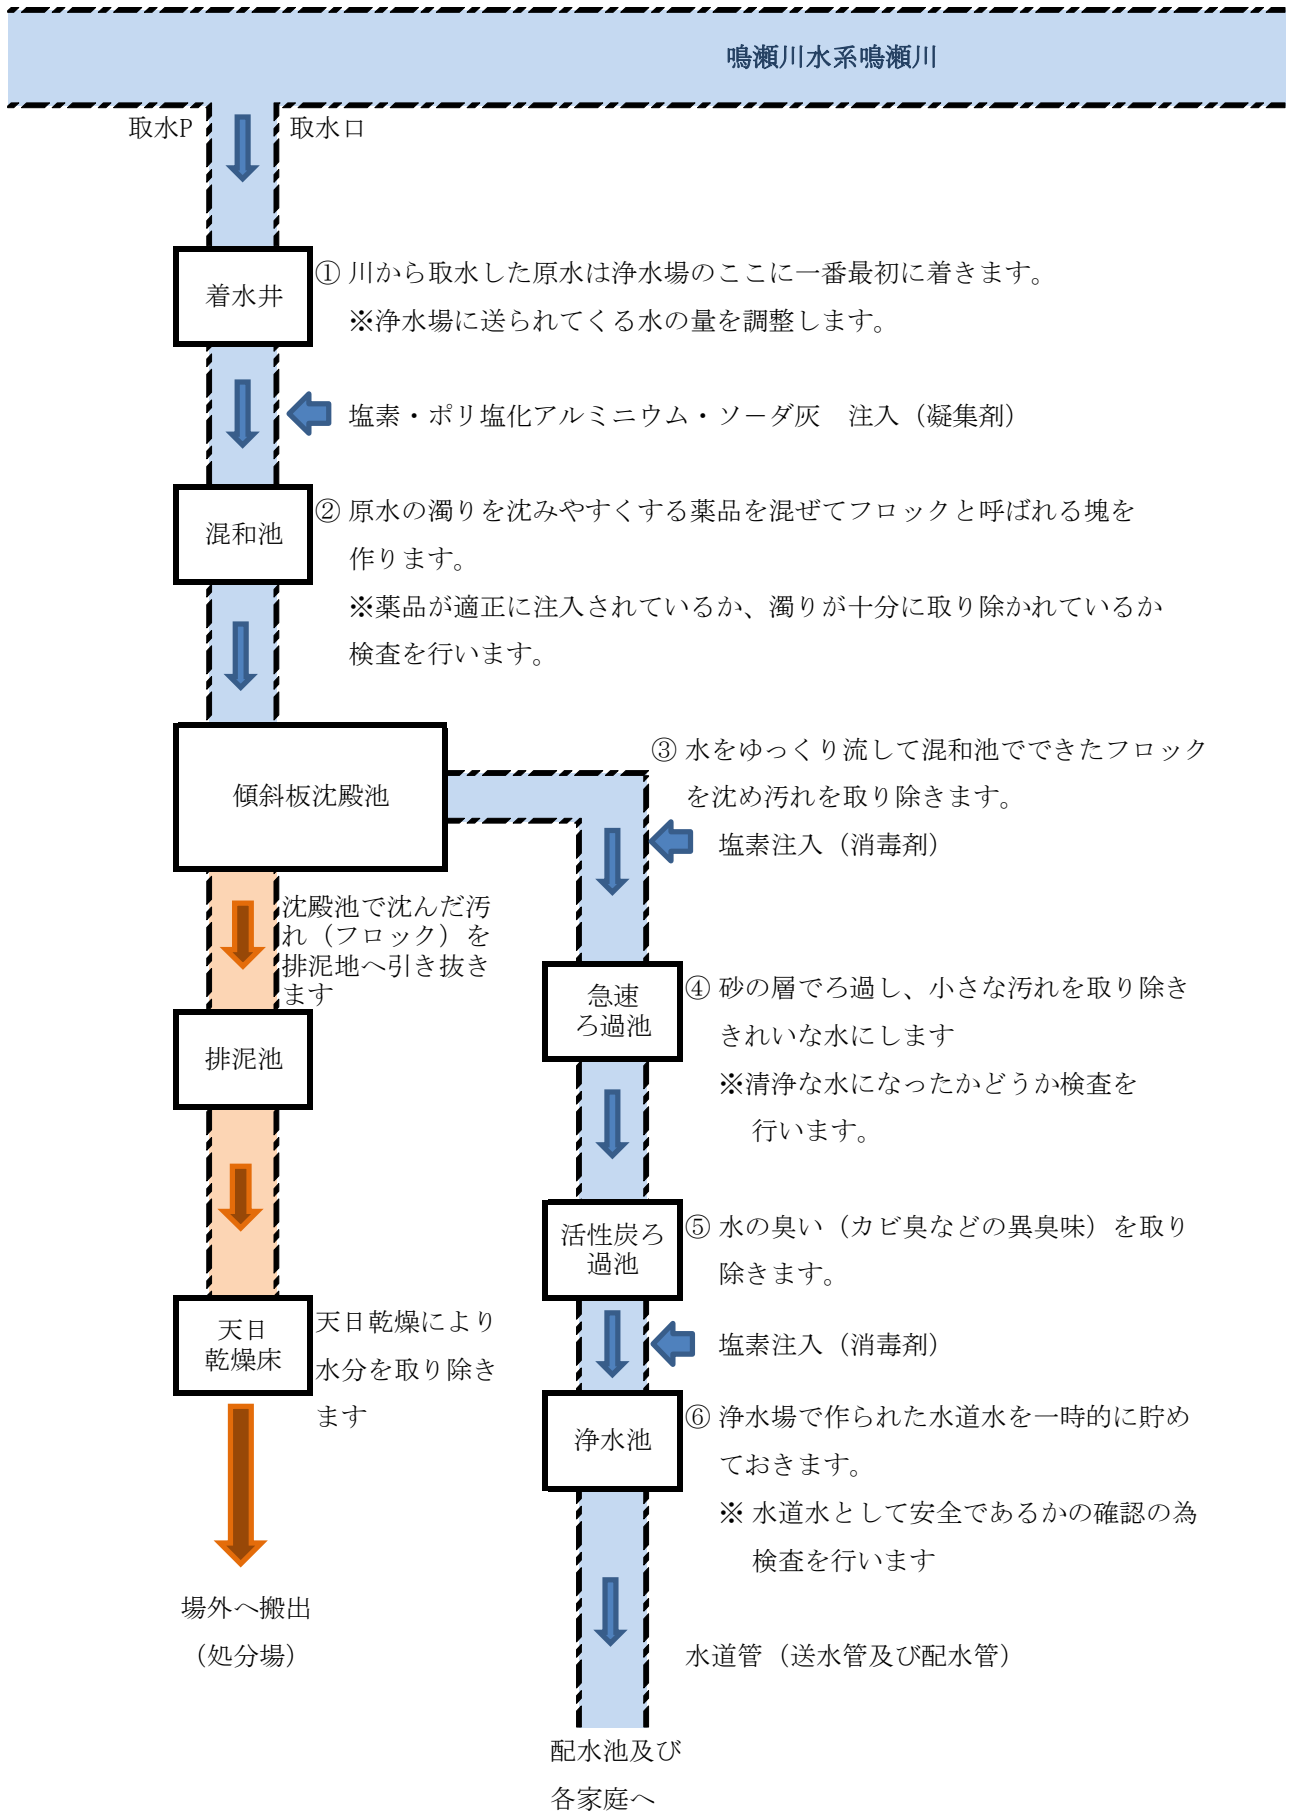 鳴瀬川水系鳴瀬川
取水P
取水口
着水井
① 川から取水した原水は浄水場のここに一番最初に着きます。
※浄水場に送られてくる水の量を調整します。
塩素・ポリ塩化アルミニウム・ソーダ灰　注入（凝集剤）
混和池
② 原水の濁りを沈みやすくする薬品を混ぜてフロックと呼ばれる塊を
作ります。
※薬品が適正に注入されているか、濁りが十分に取り除かれているか
検査を行います。
傾斜板沈殿池
③ 水をゆっくり流して混和池でできたフロック
を沈め汚れを取り除きます。
塩素注入（消毒剤）
沈殿池で沈んだ汚
れ（フロック）を
排泥地へ引き抜き
ます
排泥池
急速
ろ過池
④ 砂の層でろ過し、小さな汚れを取り除き
きれいな水にします
※清浄な水になったかどうか検査を
行います。
活性炭ろ
過池
⑤ 水の臭い（カビ臭などの異臭味）を取り
除きます。
天日
乾燥床
天日乾燥により
水分を取り除き
ます
塩素注入（消毒剤）
浄水池
⑥ 浄水場で作られた水道水を一時的に貯め
ておきます。
※ 水道水として安全であるかの確認の為
検査を行います
場外へ搬出
（処分場）
水道管（送水管及び配水管）
配水池及び
各家庭へ